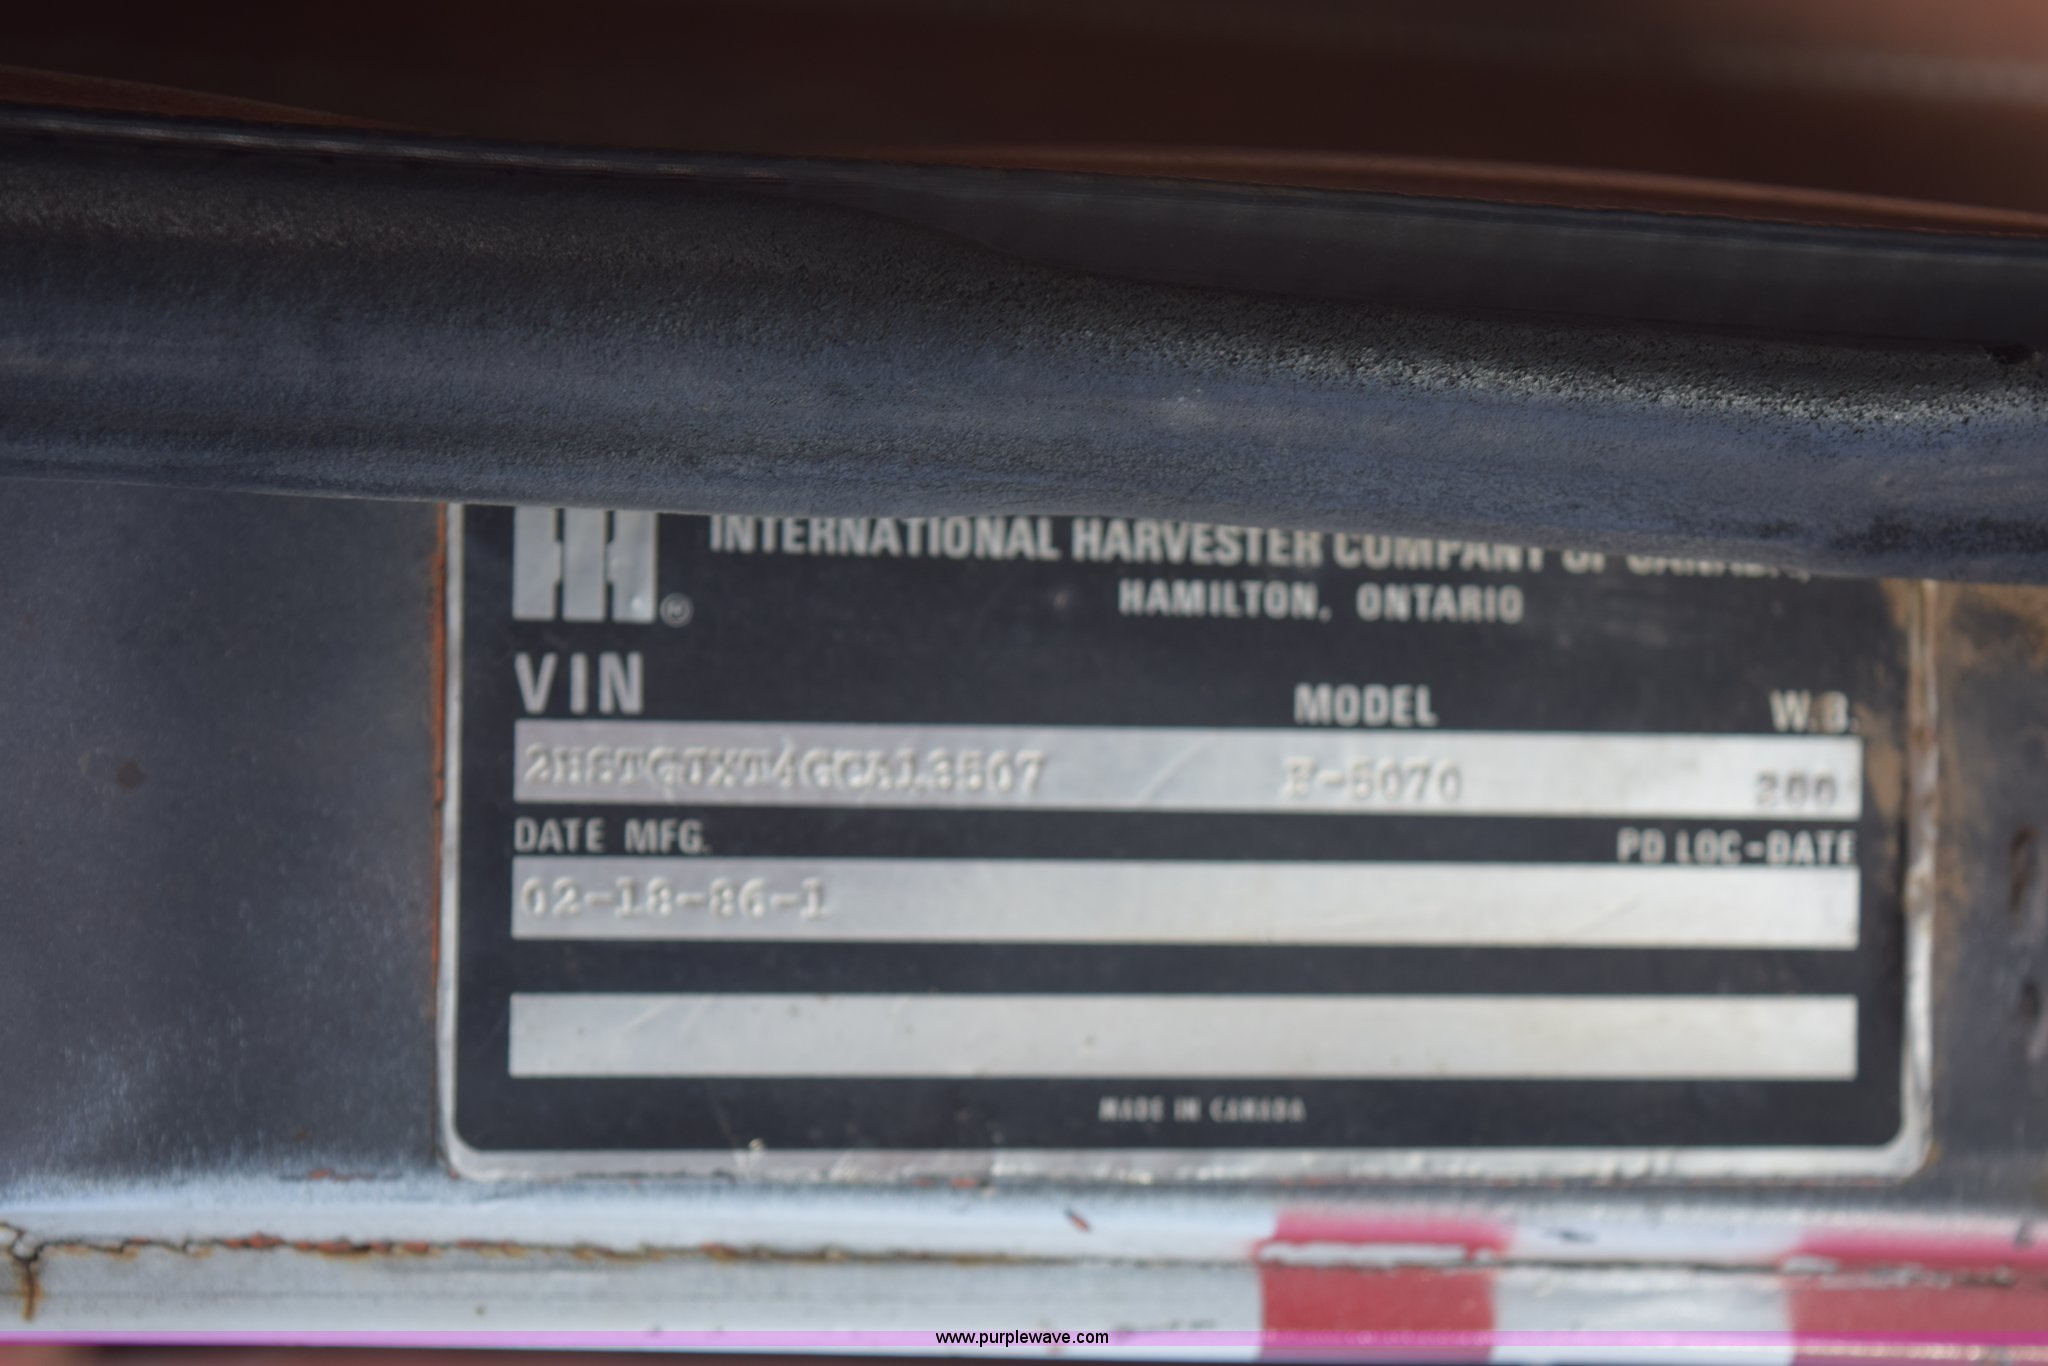 INTERNATIONAL HARVESTER COMPANY OF CANADA,
HAMILTON, ONTARIO
VIN MODEL W.B.
F-5070 200
DATE MFG. PD LOC-DATE
02-18-86-1
MADE IN CANADA
www.purplewave.com